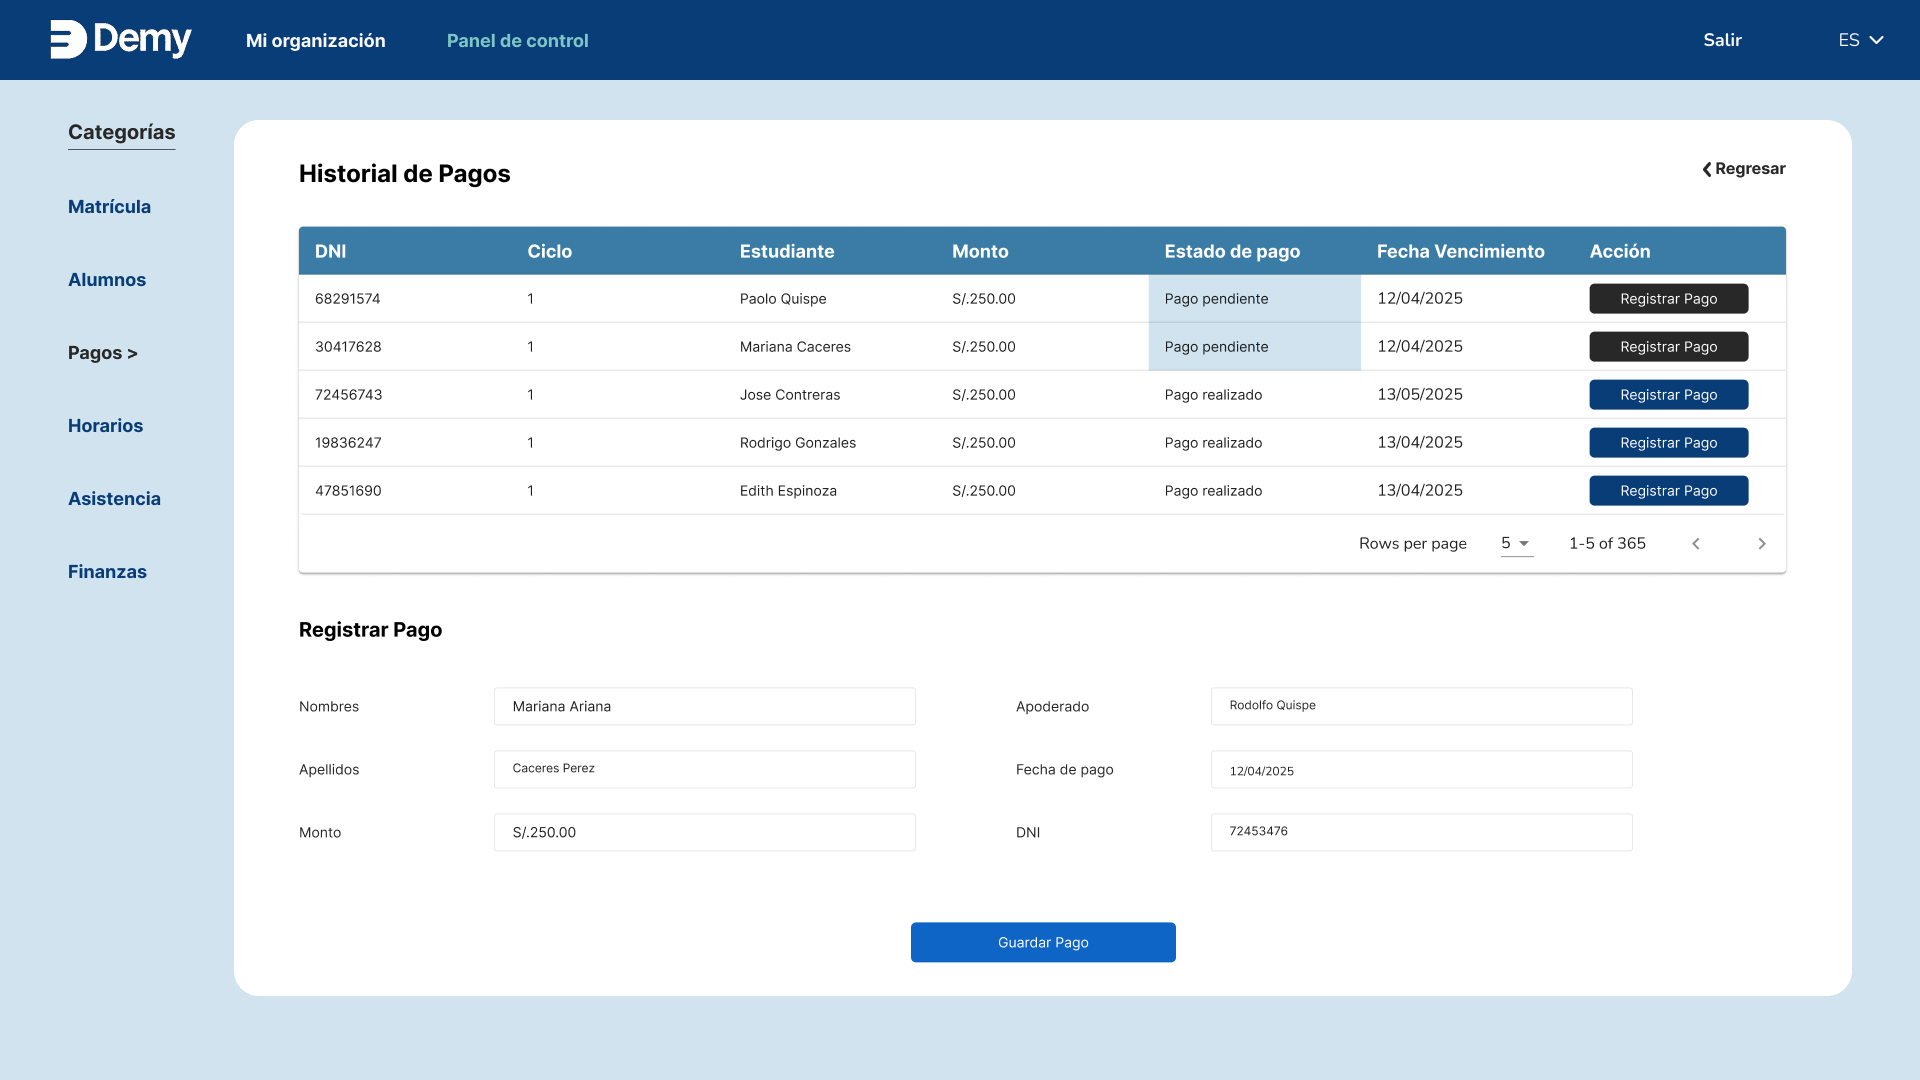 Demy
Mi organización
Panel de control
Salir
ES
Categorías
Matrícula
Alumnos
Pagos >
Horarios
Asistencia
Finanzas
Historial de Pagos
Regresar
DNI Ciclo Estudiante Monto Estado de pago Fecha Vencimiento Acción
68291574 1 Paolo Quispe S/.250.00 Pago pendiente 12/04/2025 Registrar Pago
30417628 1 Mariana Caceres S/.250.00 Pago pendiente 12/04/2025 Registrar Pago
72456743 1 Jose Contreras S/.250.00 Pago realizado 13/05/2025 Registrar Pago
19836247 1 Rodrigo Gonzales S/.250.00 Pago realizado 13/04/2025 Registrar Pago
47851690 1 Edith Espinoza S/.250.00 Pago realizado 13/04/2025 Registrar Pago
Rows per page 5 1-5 of 365
Registrar Pago
Nombres Mariana Ariana Apoderado Rodolfo Quispe
Apellidos Caceres Perez Fecha de pago 12/04/2025
Monto S/.250.00 DNI 72453476
Guardar Pago